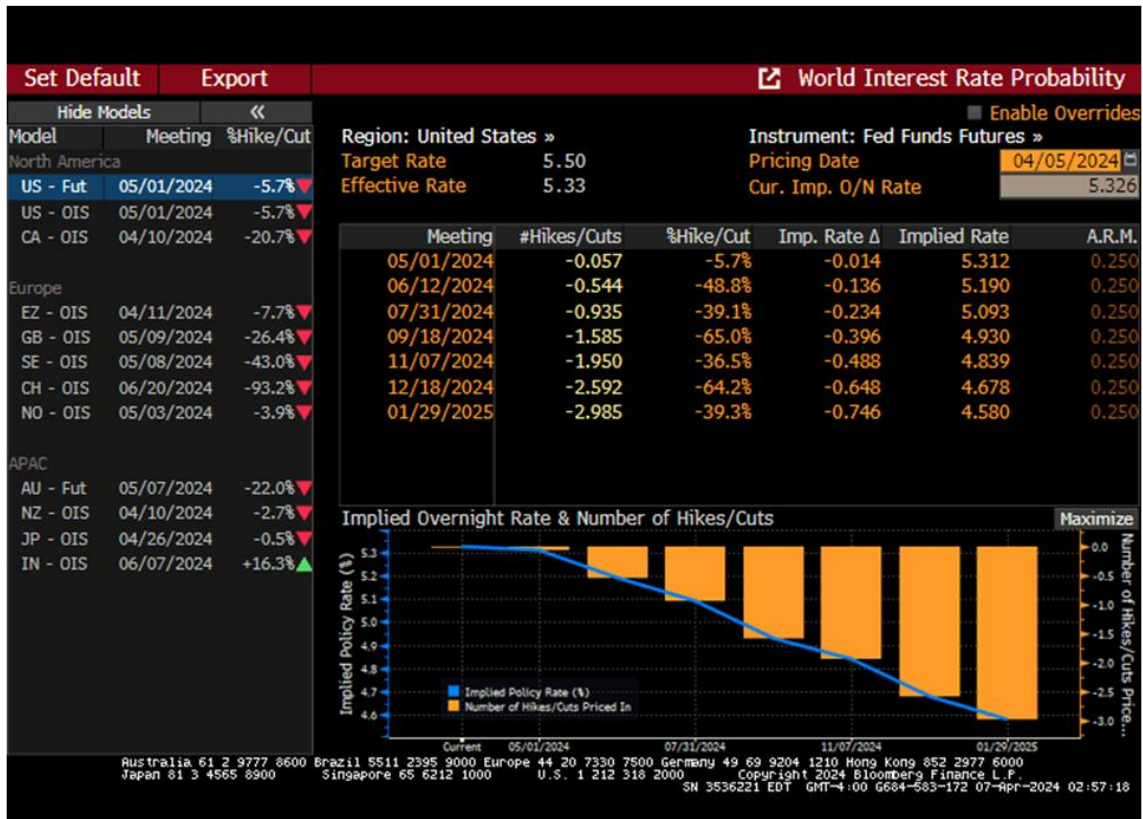 Set Default Export World Interest Rate Probability
Hide Models «
Enable Overrides
Model Meeting %Hike/Cut
North America
US - Fut 05/01/2024 -5.7%
US - OIS 05/01/2024 -5.7%
CA - OIS 04/10/2024 -20.7%
Europe
EZ - OIS 04/11/2024 -7.7%
GB - OIS 05/09/2024 -26.4%
SE - OIS 05/08/2024 -43.0%
CH - OIS 06/20/2024 -93.2%
NO - OIS 05/03/2024 -3.9%
APAC
AU - Fut 05/07/2024 -22.0%
NZ - OIS 04/10/2024 -2.7%
JP - OIS 04/26/2024 -0.5%
IN - OIS 06/07/2024 +16.3%
Region: United States » Instrument: Fed Funds Futures »
Target Rate 5.50 Pricing Date 04/05/2024
Effective Rate 5.33 Cur. Imp. O/N Rate 5.326
Meeting #Hikes/Cuts %Hike/Cut Imp. Rate Δ Implied Rate A.R.M.
05/01/2024 -0.057 -5.7% -0.014 5.312 0.250
06/12/2024 -0.544 -48.8% -0.136 5.190 0.250
07/31/2024 -0.935 -39.1% -0.234 5.093 0.250
09/18/2024 -1.585 -65.0% -0.396 4.930 0.250
11/07/2024 -1.950 -36.5% -0.488 4.839 0.250
12/18/2024 -2.592 -64.2% -0.648 4.678 0.250
01/29/2025 -2.985 -39.3% -0.746 4.580 0.250
Implied Overnight Rate & Number of Hikes/Cuts Maximize
Implied Policy Rate (%)
5.3
5.2
5.1
5.0
4.9
4.8
4.7
4.6
Implied Policy Rate (%)
Number of Hikes/Cuts Priced In
0.0
-0.5
-1.0
-1.5
-2.0
-2.5
-3.0
Number of Hikes/Cuts Price...
Current 05/01/2024 07/31/2024 11/07/2024 01/29/2025
Australia 61 2 9777 8600 Brazil 5511 2395 9000 Europe 44 20 7330 7500 Germany 49 69 9204 1210 Hong Kong 852 2977 6000
Japan 81 3 4565 8900 Singapore 65 6212 1000 U.S. 1 212 318 2000 Copyright 2024 Bloomberg Finance L.P.
SN 3536221 EDT GMT-4:00 G684-583-172 07-Apr-2024 02:57:18